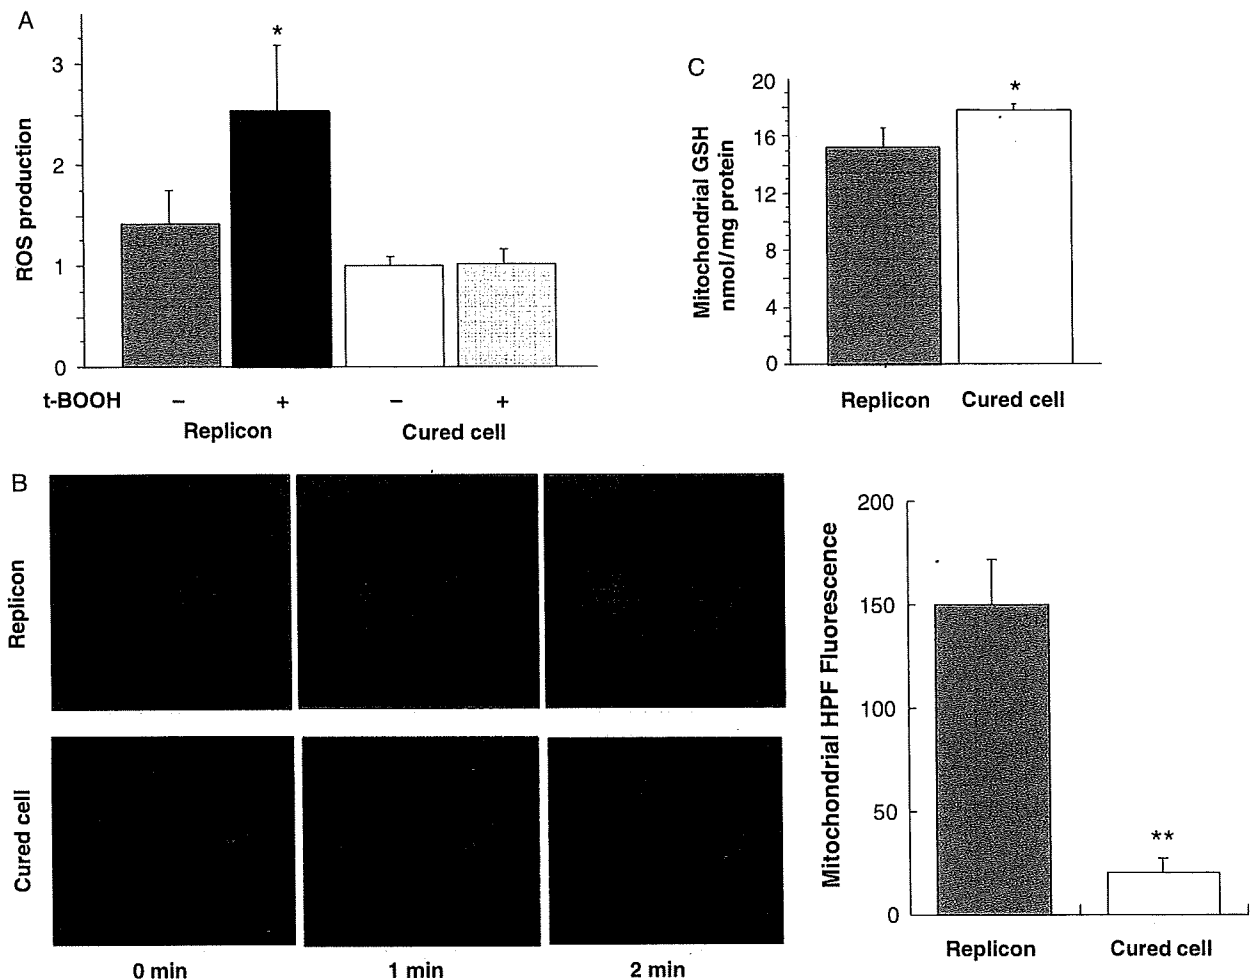 A
*
3
2
1
0
ROS production
t-BOOH – + – +
Replicon Cured cell
C
*
20
16
12
8
4
0
Mitochondrial GSH
nmol/mg protein
Replicon Cured cell
B
Replicon
Cured cell
0 min 1 min 2 min
200
150
100
50
0
Mitochondrial HPF Fluorescence
**
Replicon Cured cell